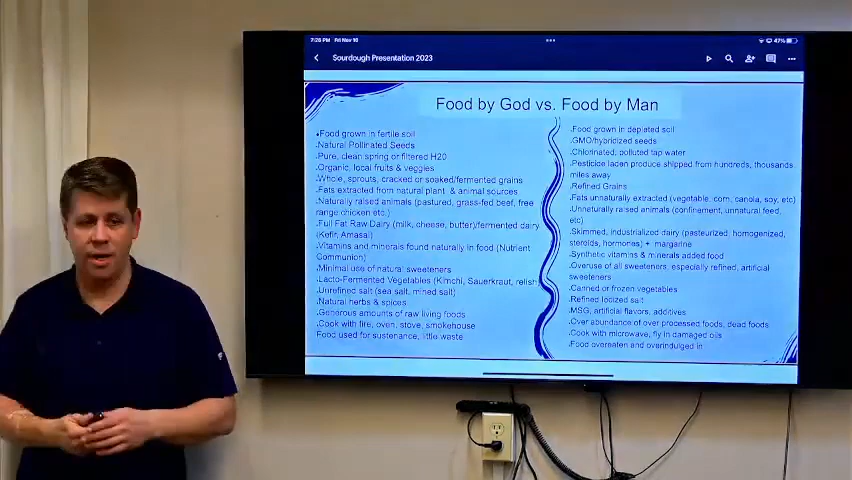 7:28 PM Fri Nov 10
47%
Sourdough Presentation 2023
Food by God vs. Food by Man
•Food grown in fertile soil
.Natural Pollinated Seeds
.Pure, clean spring or filtered H20
.Organic, local fruits & veggies
.Whole, sprouts, cracked or soaked/fermented grains
.Fats extracted from natural plant & animal sources
.Naturally raised animals (pastured, grass-fed beef, free
range chicken etc.)
.Full Fat Raw Dairy (milk, cheese, butter)/fermented dairy
(Kefir, Amasai)
.Vitamins and minerals found naturally in food (Nutrient
Communion)
.Minimal use of natural sweeteners
.Lacto-Fermented Vegetables (Kimchi, Sauerkraut, relish,
.Unrefined salt (sea salt, mined salt)
.Natural herbs & spices
.Generous amounts of raw living foods
.Cook with fire, oven, stove, smokehouse
Food used for sustenance, little waste
.Food grown in depleted soil
.GMO/hybridized seeds
.Chlorinated, polluted tap water
.Pesticide laden produce shipped from hundreds, thousands
miles away
.Refined Grains
.Fats unnaturally extracted (vegetable, corn, canola, soy, etc)
.Unnaturally raised animals (confinement, unnatural feed,
etc)
.Skimmed, industrialized dairy (pasteurized, homogenized,
steroids, hormones) + margarine
.Synthetic vitamins & minerals added food
.Overuse of all sweeteners, especially refined, artificial
sweeteners
.Canned or frozen vegetables
.Refined Iodized salt
.MSG, artificial flavors, additives
.Over abundance of over processed foods, dead foods
.Cook with microwave, fry in damaged oils
.Food overeaten and overindulged in